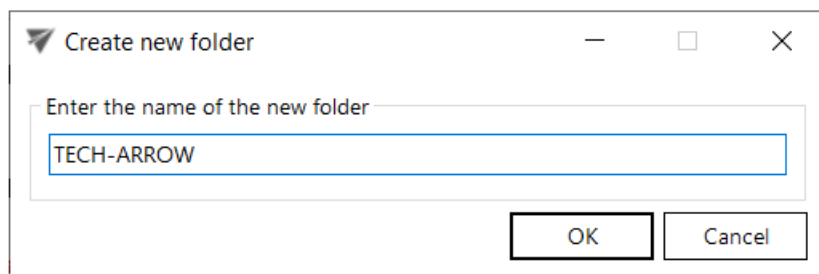 Create new folder
Enter the name of the new folder
TECH-ARROW
OK
Cancel